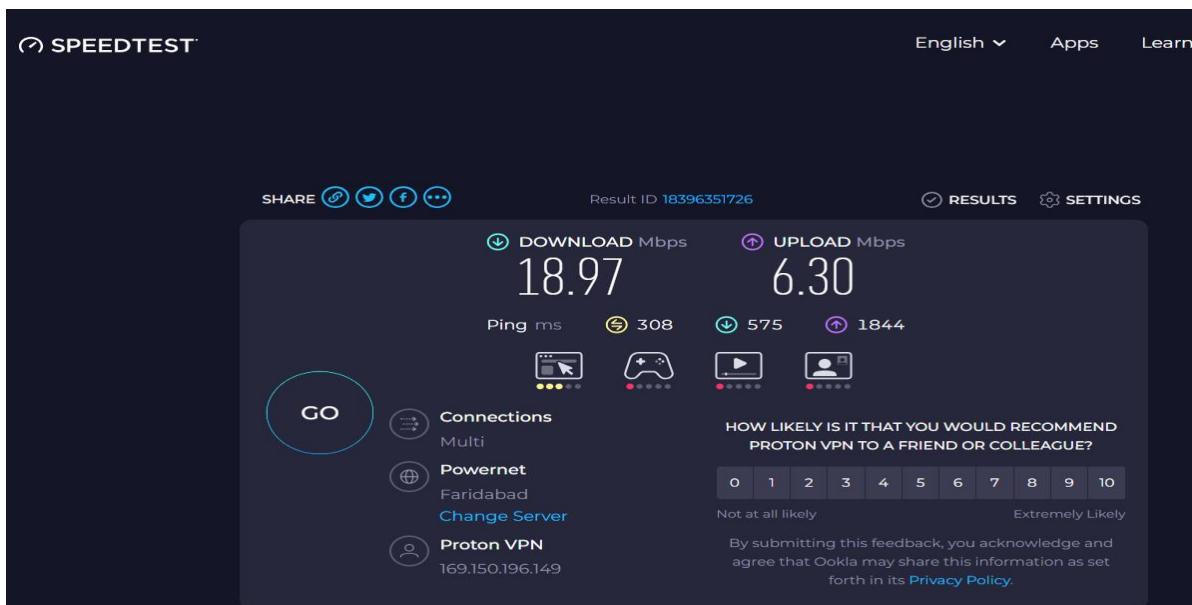 SPEEDTEST
English Apps Learn
SHARE Result ID 18396351726 RESULTS SETTINGS
DOWNLOAD Mbps UPLOAD Mbps
18.97 6.30
Ping ms 308 575 1844
GO
Connections
Multi
Powernet
Faridabad
Change Server
Proton VPN
169.150.196.149
HOW LIKELY IS IT THAT YOU WOULD RECOMMEND
PROTON VPN TO A FRIEND OR COLLEAGUE?
0 1 2 3 4 5 6 7 8 9 10
Not at all likely Extremely Likely
By submitting this feedback, you acknowledge and
agree that Ookla may share this information as set
forth in its Privacy Policy.